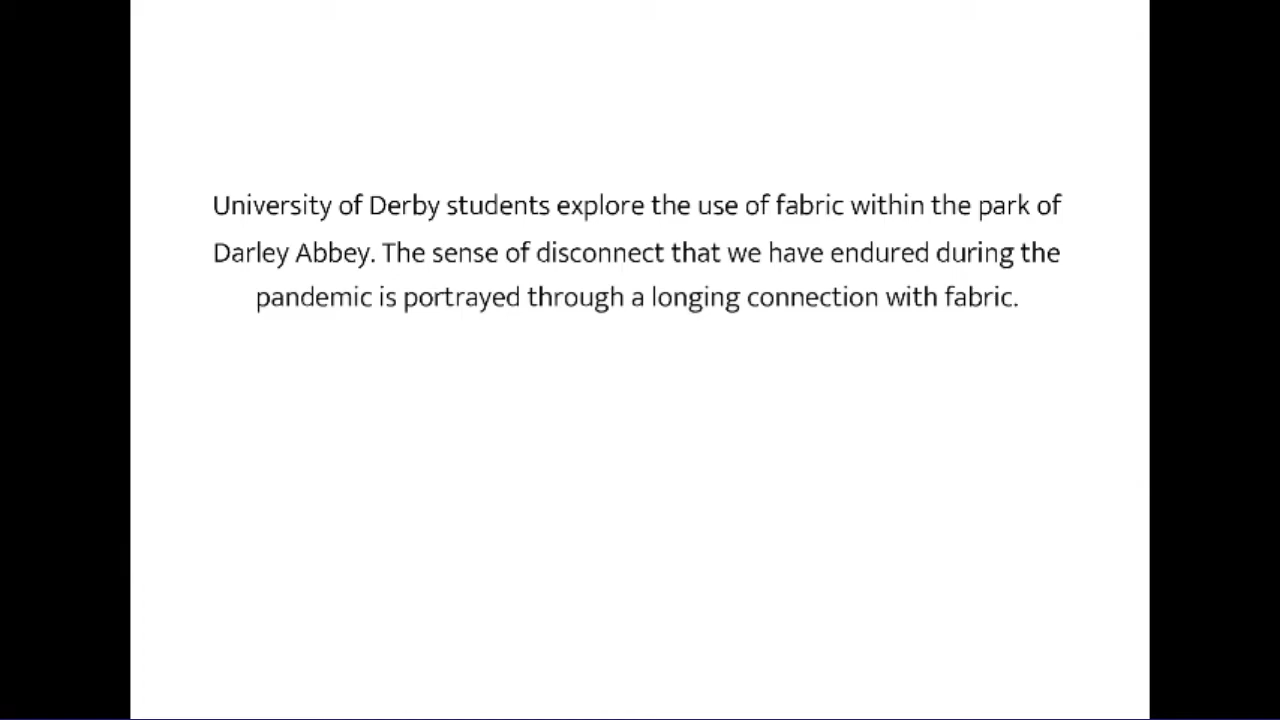 University of Derby students explore the use of fabric within the park of
Darley Abbey. The sense of disconnect that we have endured during the
pandemic is portrayed through a longing connection with fabric.